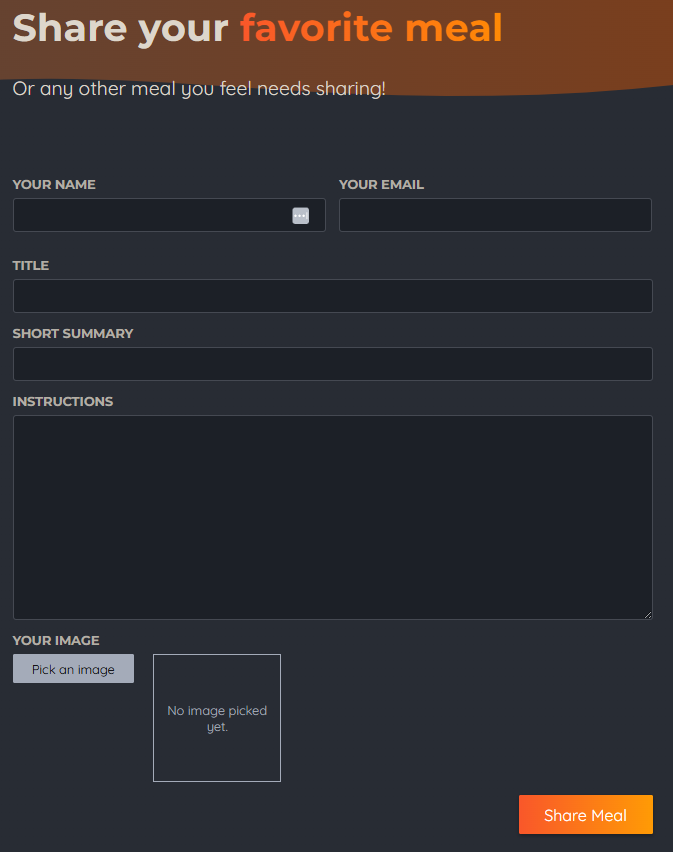 Share your favorite meal
Or any other meal you feel needs sharing!
YOUR NAME
YOUR EMAIL
TITLE
SHORT SUMMARY
INSTRUCTIONS
YOUR IMAGE
Pick an image
No image picked
yet.
Share Meal